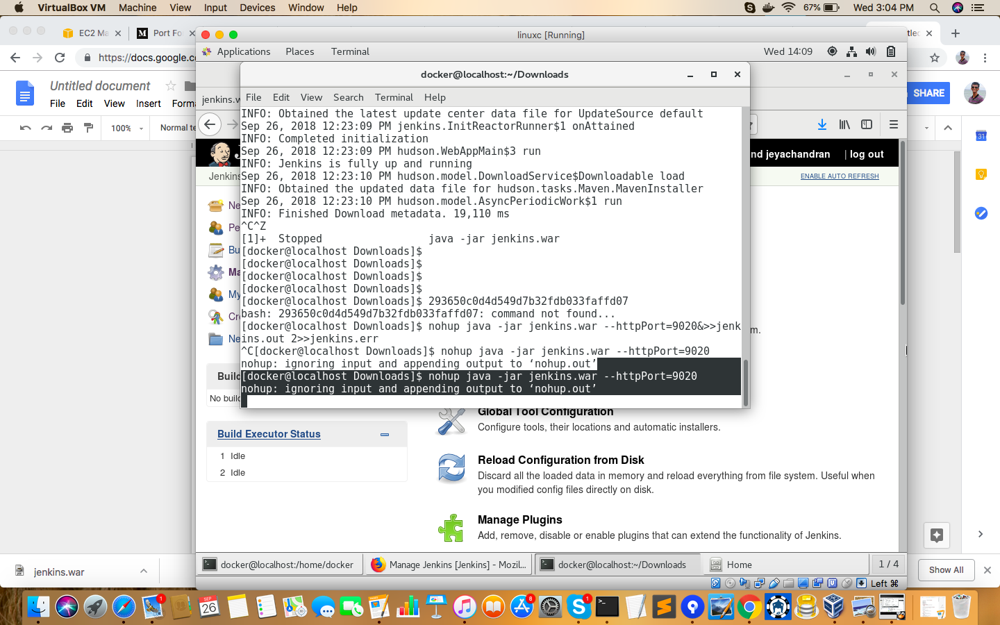 VirtualBox VM Machine View Input Devices Window Help
67% Wed 3:04 PM
EC2 Ma
Port Fo
linuxc [Running]
https://docs.google.c
Applications Places Terminal
Wed 14:09
Untitled document
File Edit View Insert Forma
SHARE
100%
Normal te
docker@localhost:~/Downloads
jenkins.w
File Edit View Search Terminal Help
nd jeyachandran | log out
Jenkins
ENABLE AUTO REFRESH
INFO: Obtained the latest update center data file for UpdateSource default
Sep 26, 2018 12:23:09 PM jenkins.InitReactorRunner$1 onAttained
INFO: Completed initialization
Sep 26, 2018 12:23:09 PM hudson.WebAppMain$3 run
INFO: Jenkins is fully up and running
Sep 26, 2018 12:23:10 PM hudson.model.DownloadService$Downloadable load
INFO: Obtained the updated data file for hudson.tasks.Maven.MavenInstaller
Sep 26, 2018 12:23:10 PM hudson.model.AsyncPeriodicWork$1 run
INFO: Finished Download metadata. 19,110 ms
^C^Z
[1]+  Stopped                 java -jar jenkins.war
[docker@localhost Downloads]$
[docker@localhost Downloads]$
[docker@localhost Downloads]$
[docker@localhost Downloads]$
[docker@localhost Downloads]$ 293650c0d4d549d7b32fdb033faffd07
bash: 293650c0d4d549d7b32fdb033faffd07: command not found...
[docker@localhost Downloads]$ nohup java -jar jenkins.war --httpPort=9020&>>jenk
ins.out 2>>jenkins.err
^C[docker@localhost Downloads]$ nohup java -jar jenkins.war --httpPort=9020
nohup: ignoring input and appending output to ‘nohup.out’
[docker@localhost Downloads]$ nohup java -jar jenkins.war --httpPort=9020
nohup: ignoring input and appending output to ‘nohup.out’
Ne
Pe
Bu
Ma
My
Cr
Ne
m.
Build
No build
Build Executor Status
1 Idle
2 Idle
Global Tool Configuration
Configure tools, their locations and automatic installers.
Reload Configuration from Disk
Discard all the loaded data in memory and reload everything from file system. Useful when
you modified config files directly on disk.
Manage Plugins
Add, remove, disable or enable plugins that can extend the functionality of Jenkins.
docker@localhost:/home/docker
Manage Jenkins [Jenkins] - Mozil...
docker@localhost:~/Downloads
Home
1 / 4
jenkins.war
Show All
Left ⌘
SEP
26
1
8
1